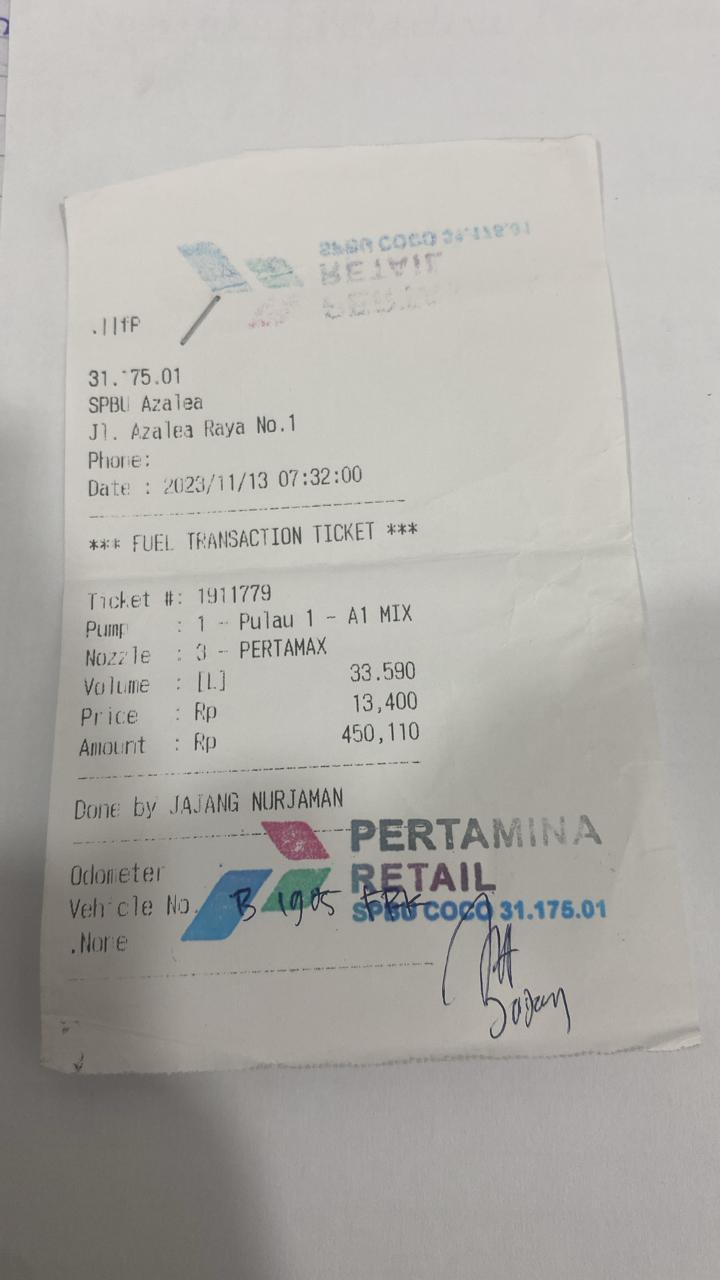 SPBU COCO 31.175.01
RETAIL
.llfP
31.175.01
SPBU Azalea
Jl. Azalea Raya No.1
Phone:
Date : 2023/11/13 07:32:00
*** FUEL TRANSACTION TICKET ***
Ticket #: 1911779
Pump : 1 - Pulau 1 - A1 MIX
Nozzle : 3 - PERTAMAX
Volume : [L] 33.590
Price : Rp 13,400
Amount : Rp 450,110
Done by JAJANG NURJAMAN
PERTAMINA
Odometer
RETAIL
Vehicle No. B 1905 FBK
SPBU COCO 31.175.01
.None